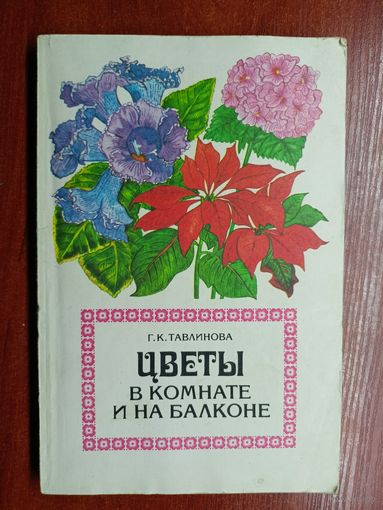 Г. К. ТАВЛИНОВА
ЦВЕТЫ
В КОМНАТЕ
И НА БАЛКОНЕ